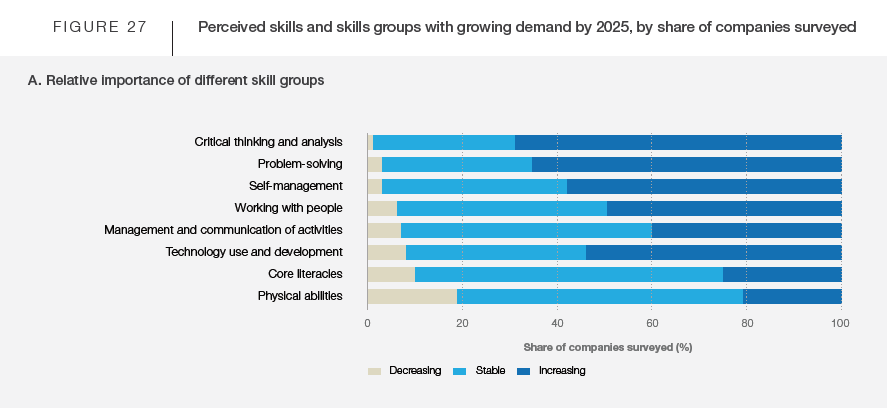 FIGURE 27
Perceived skills and skills groups with growing demand by 2025, by share of companies surveyed
A. Relative importance of different skill groups
Critical thinking and analysis
Problem-solving
Self-management
Working with people
Management and communication of activities
Technology use and development
Core literacies
Physical abilities
0 20 40 60 80 100
Share of companies surveyed (%)
Decreasing Stable Increasing